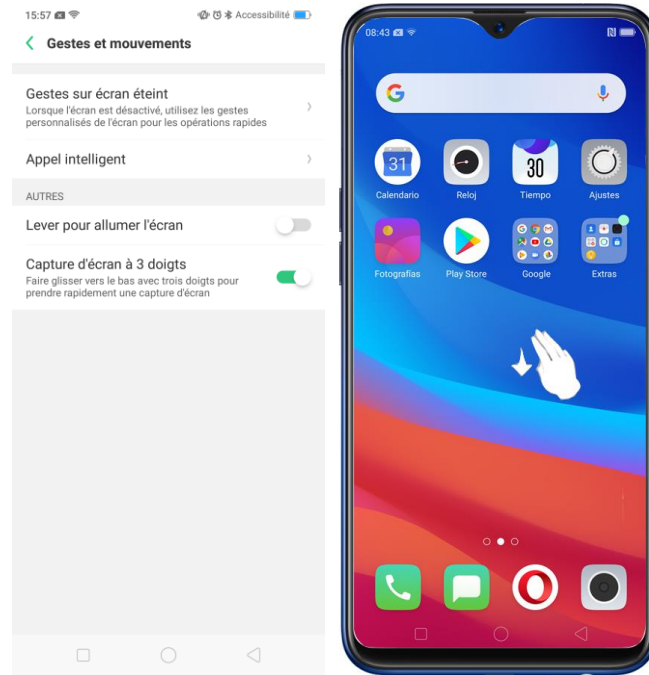 15:57 Accessibilité
Gestes et mouvements
Gestes sur écran éteint
Lorsque l'écran est désactivé, utilisez les gestes
personnalisés de l'écran pour les opérations rapides
Appel intelligent
AUTRES
Lever pour allumer l'écran
Capture d'écran à 3 doigts
Faire glisser vers le bas avec trois doigts pour
prendre rapidement une capture d'écran
08:43
G
31
30
Calendario Reloj Tiempo Ajustes
Fotografías Play Store Google Extras